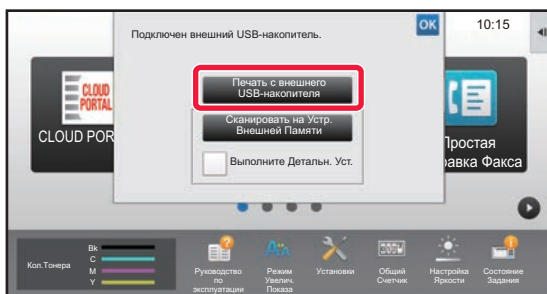 Подключен внешний USB-накопитель.
OK
10:15
Печать с внешнего
USB-накопителя
Сканировать на Устр.
Внешней Памяти
Выполните Детальн. Уст.
CLOUD
PORTAL
CLOUD POR
Простая
равка Факса
Кол.Тонера
Bk
C
M
Y
Руководство
по
эксплуатации
Режим
Увелич.
Показа
Установки
Общий
Счетчик
Настройка
Яркости
Состояние
Задания